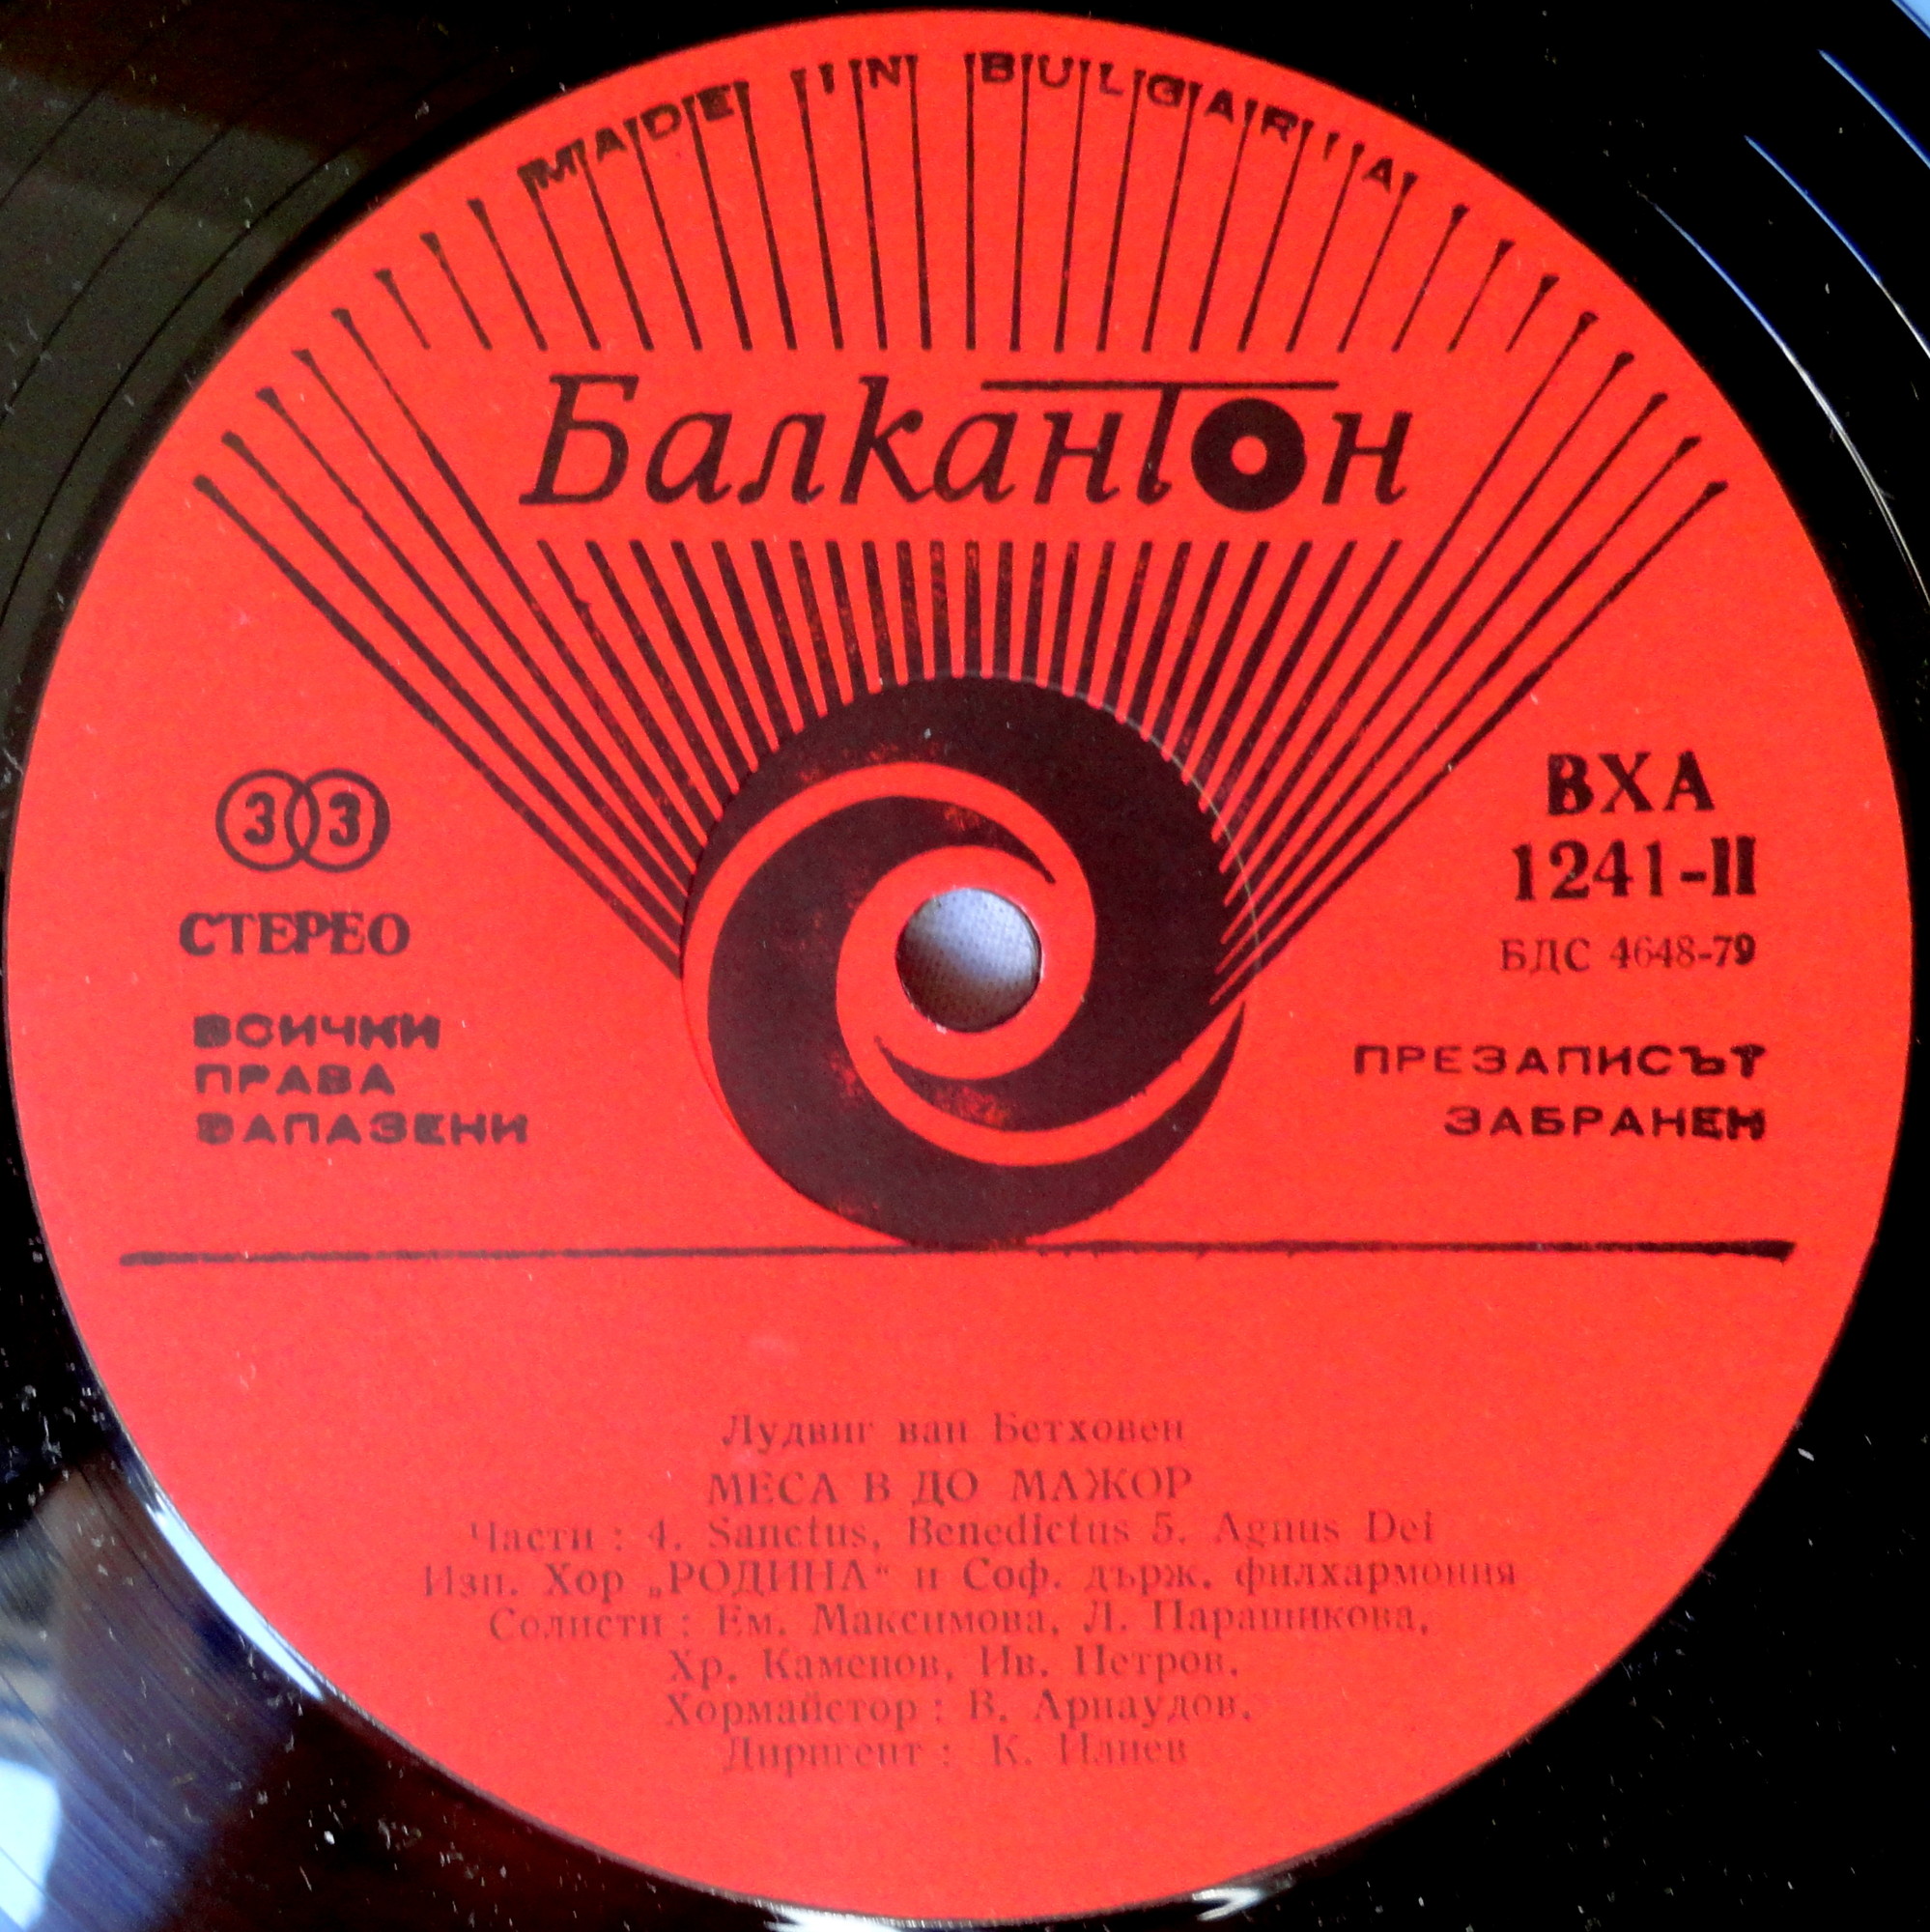 MADE IN BULGARIA
Балкантон
33
СТЕРЕО
ВСИЧКИ
ПРАВА
ЗАПАЗЕНИ
ВХА
1241-II
БДС 4648-79
ПРЕЗАПИСЪТ
ЗАБРАНЕН
Лудвиг ван Бетховен
МЕСА В ДО МАЖОР
Части : 4. Sanctus, Benedictus 5. Agnus Dei
Изп. Хор „РОДИНА“ и Соф. държ. филхармония
Солисти : Ем. Максимова, Л. Парашикова,
Хр. Каменов, Ив. Петров.
Хормайстор : В. Арнаудов.
Диригент : К. Илиев